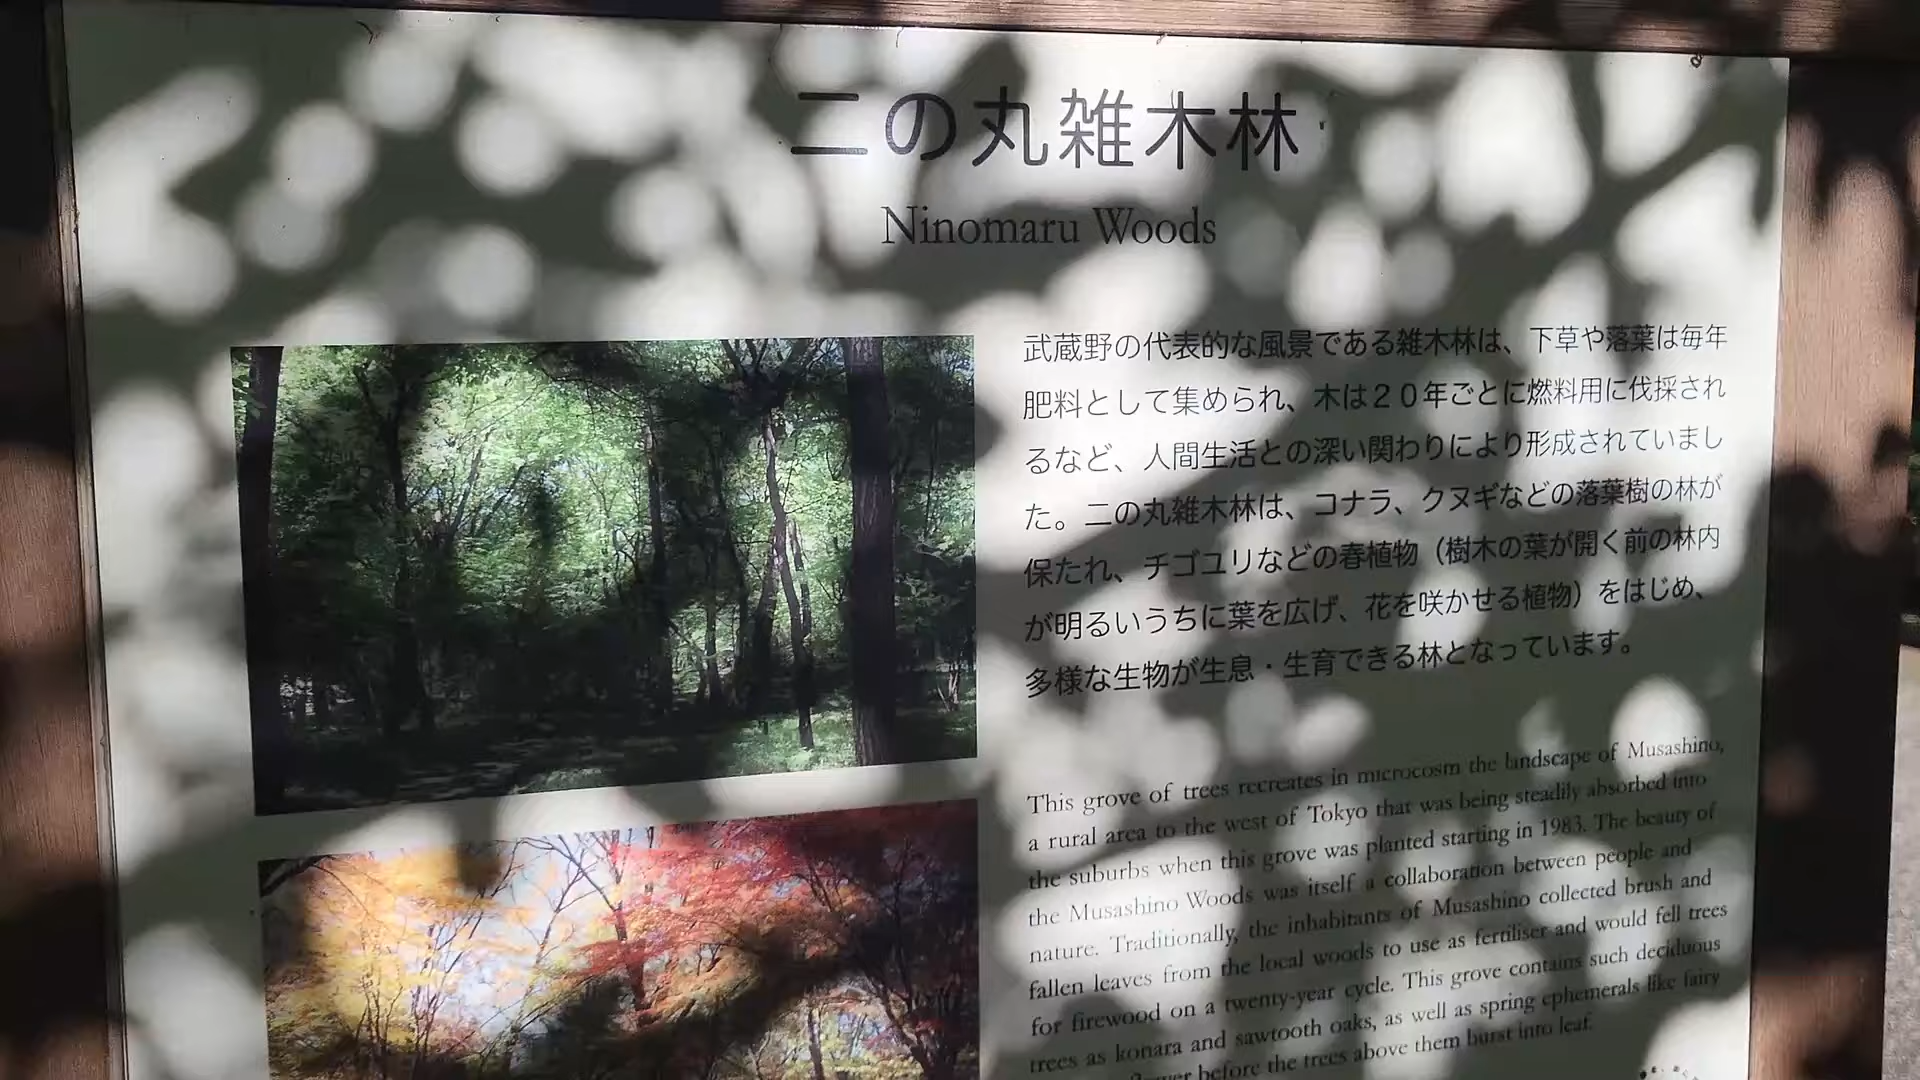 二の丸雑木林
Ninomaru Woods
武蔵野の代表的な風景である雑木林は、下草や落葉は毎年
肥料として集められ、木は２０年ごとに燃料用に伐採され
るなど、人間生活との深い関わりにより形成されていまし
た。二の丸雑木林は、コナラ、クヌギなどの落葉樹の林が
保たれ、チゴユリなどの春植物（樹木の葉が開く前の林内
が明るいうちに葉を広げ、花を咲かせる植物）をはじめ、
多様な生物が生息・生育できる林となっています。
This grove of trees recreates in microcosm the landscape of Musashino,
a rural area to the west of Tokyo that was being steadily absorbed into
the suburbs when this grove was planted starting in 1983. The beauty of
the Musashino Woods was itself a collaboration between people and
nature. Traditionally, the inhabitants of Musashino collected brush and
fallen leaves from the local woods to use as fertiliser and would fell trees
for firewood on a twenty-year cycle. This grove contains such deciduous
trees as konara and sawtooth oaks, as well as spring ephemerals like fairy
before the trees above them burst into leaf.